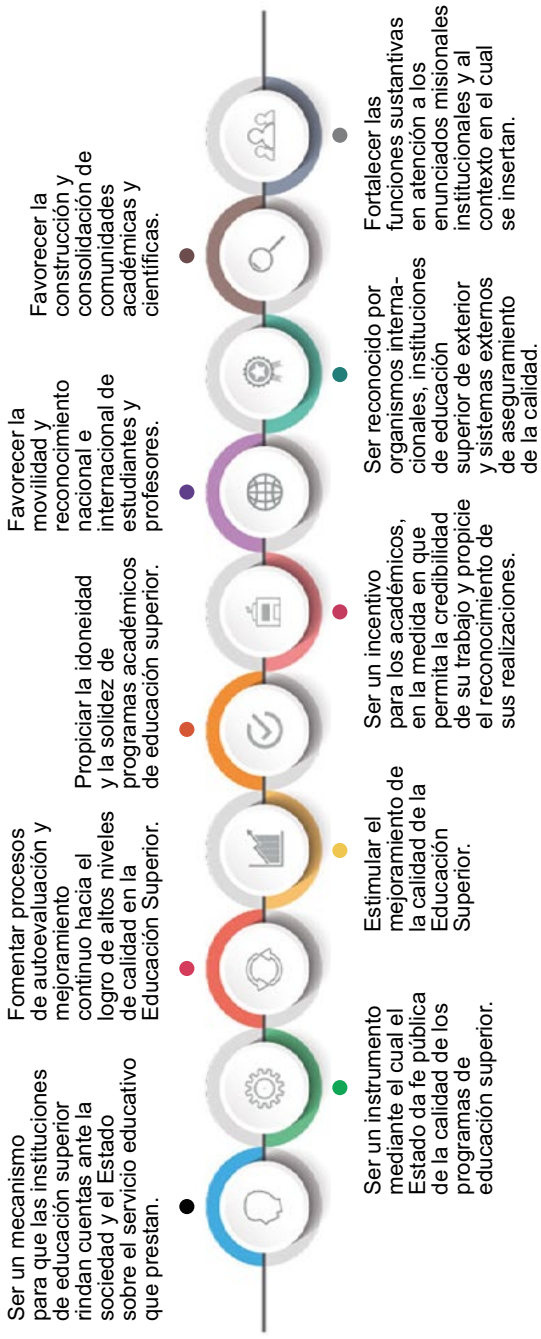 Ser un mecanismo
para que las instituciones
de educación superior
rindan cuentas ante la
sociedad y el Estado
sobre el servicio educativo
que prestan.
Ser un instrumento
mediante el cual el
Estado da fe pública
de la calidad de los
programas de
educación superior.
Fomentar procesos
de autoevaluación y
mejoramiento
continuo hacia el
logro de altos niveles
de calidad en la
Educación Superior.
Estimular el
mejoramiento de
la calidad de la
Educación
Superior.
Propiciar la idoneidad
y la solidez de
programas académicos
de educación superior.
Ser un incentivo
para los académicos,
en la medida en que
permita la credibilidad
de su trabajo y propicie
el reconocimiento de
sus realizaciones.
Favorecer la
movilidad y
reconocimiento
nacional e
internacional de
estudiantes y
profesores.
Ser reconocido por
organismos interna-
cionales, instituciones
de educación
superior de exterior
y sistemas externos
de aseguramiento
de la calidad.
Favorecer la
construcción y
consolidación de
comunidades
académicas y
científicas.
Fortalecer las
funciones sustantivas
en atención a los
enunciados misionales
institucionales y al
contexto en el cual
se insertan.